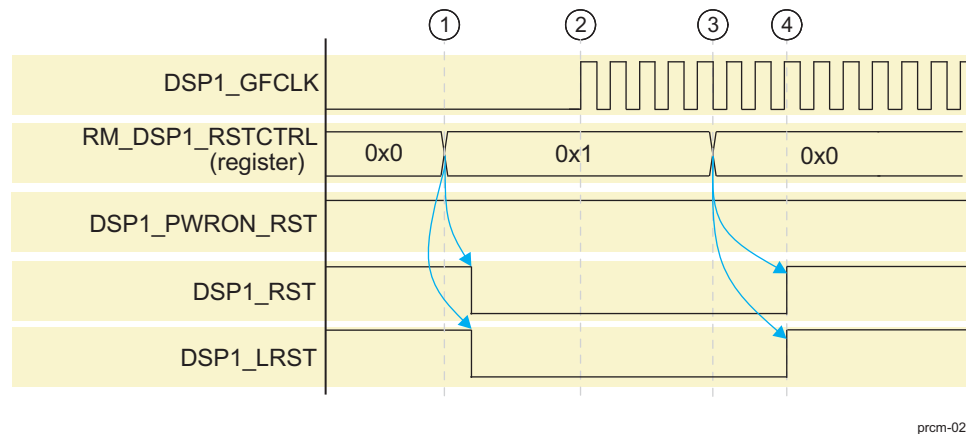 1 2 3 4
DSP1_GFCLK
RM_DSP1_RSTCTRL
(register)
0x0 0x1 0x0
DSP1_PWRON_RST
DSP1_RST
DSP1_LRST
prcm-02